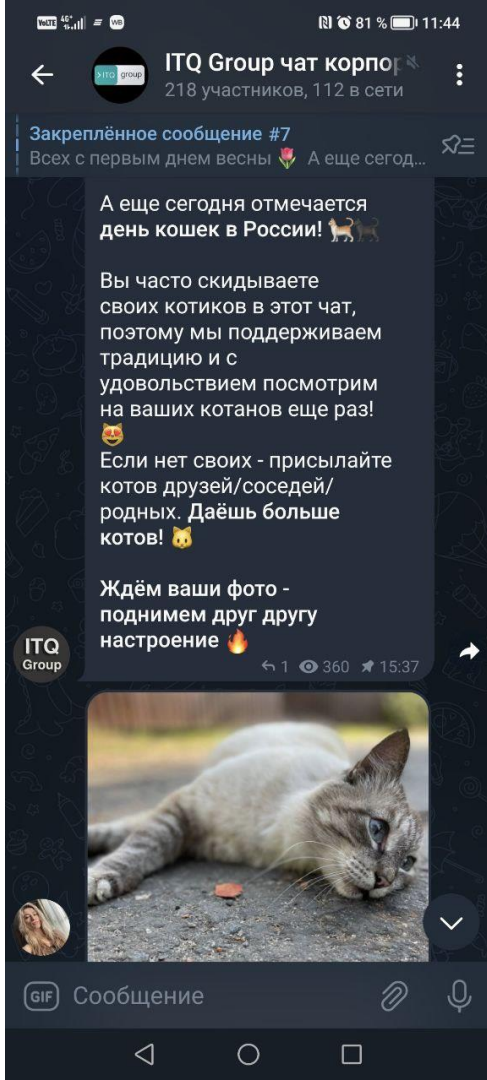 VoLTE 4G WB 81 % 11:44
ITQ Group чат корпор
218 участников, 112 в сети
Закреплённое сообщение #7
Всех с первым днем весны 🌷 А еще сегод...
А еще сегодня отмечается
день кошек в России! 🐈🐈‍⬛
Вы часто скидываете
своих котиков в этот чат,
поэтому мы поддерживаем
традицию и с
удовольствием посмотрим
на ваших котанов еще раз!
😻
Если нет своих - присылайте
котов друзей/соседей/
родных. Даёшь больше
котов! 🐱
Ждём ваши фото -
поднимем друг другу
настроение 🔥
ITQ
Group
1 360 15:37
GIF Сообщение